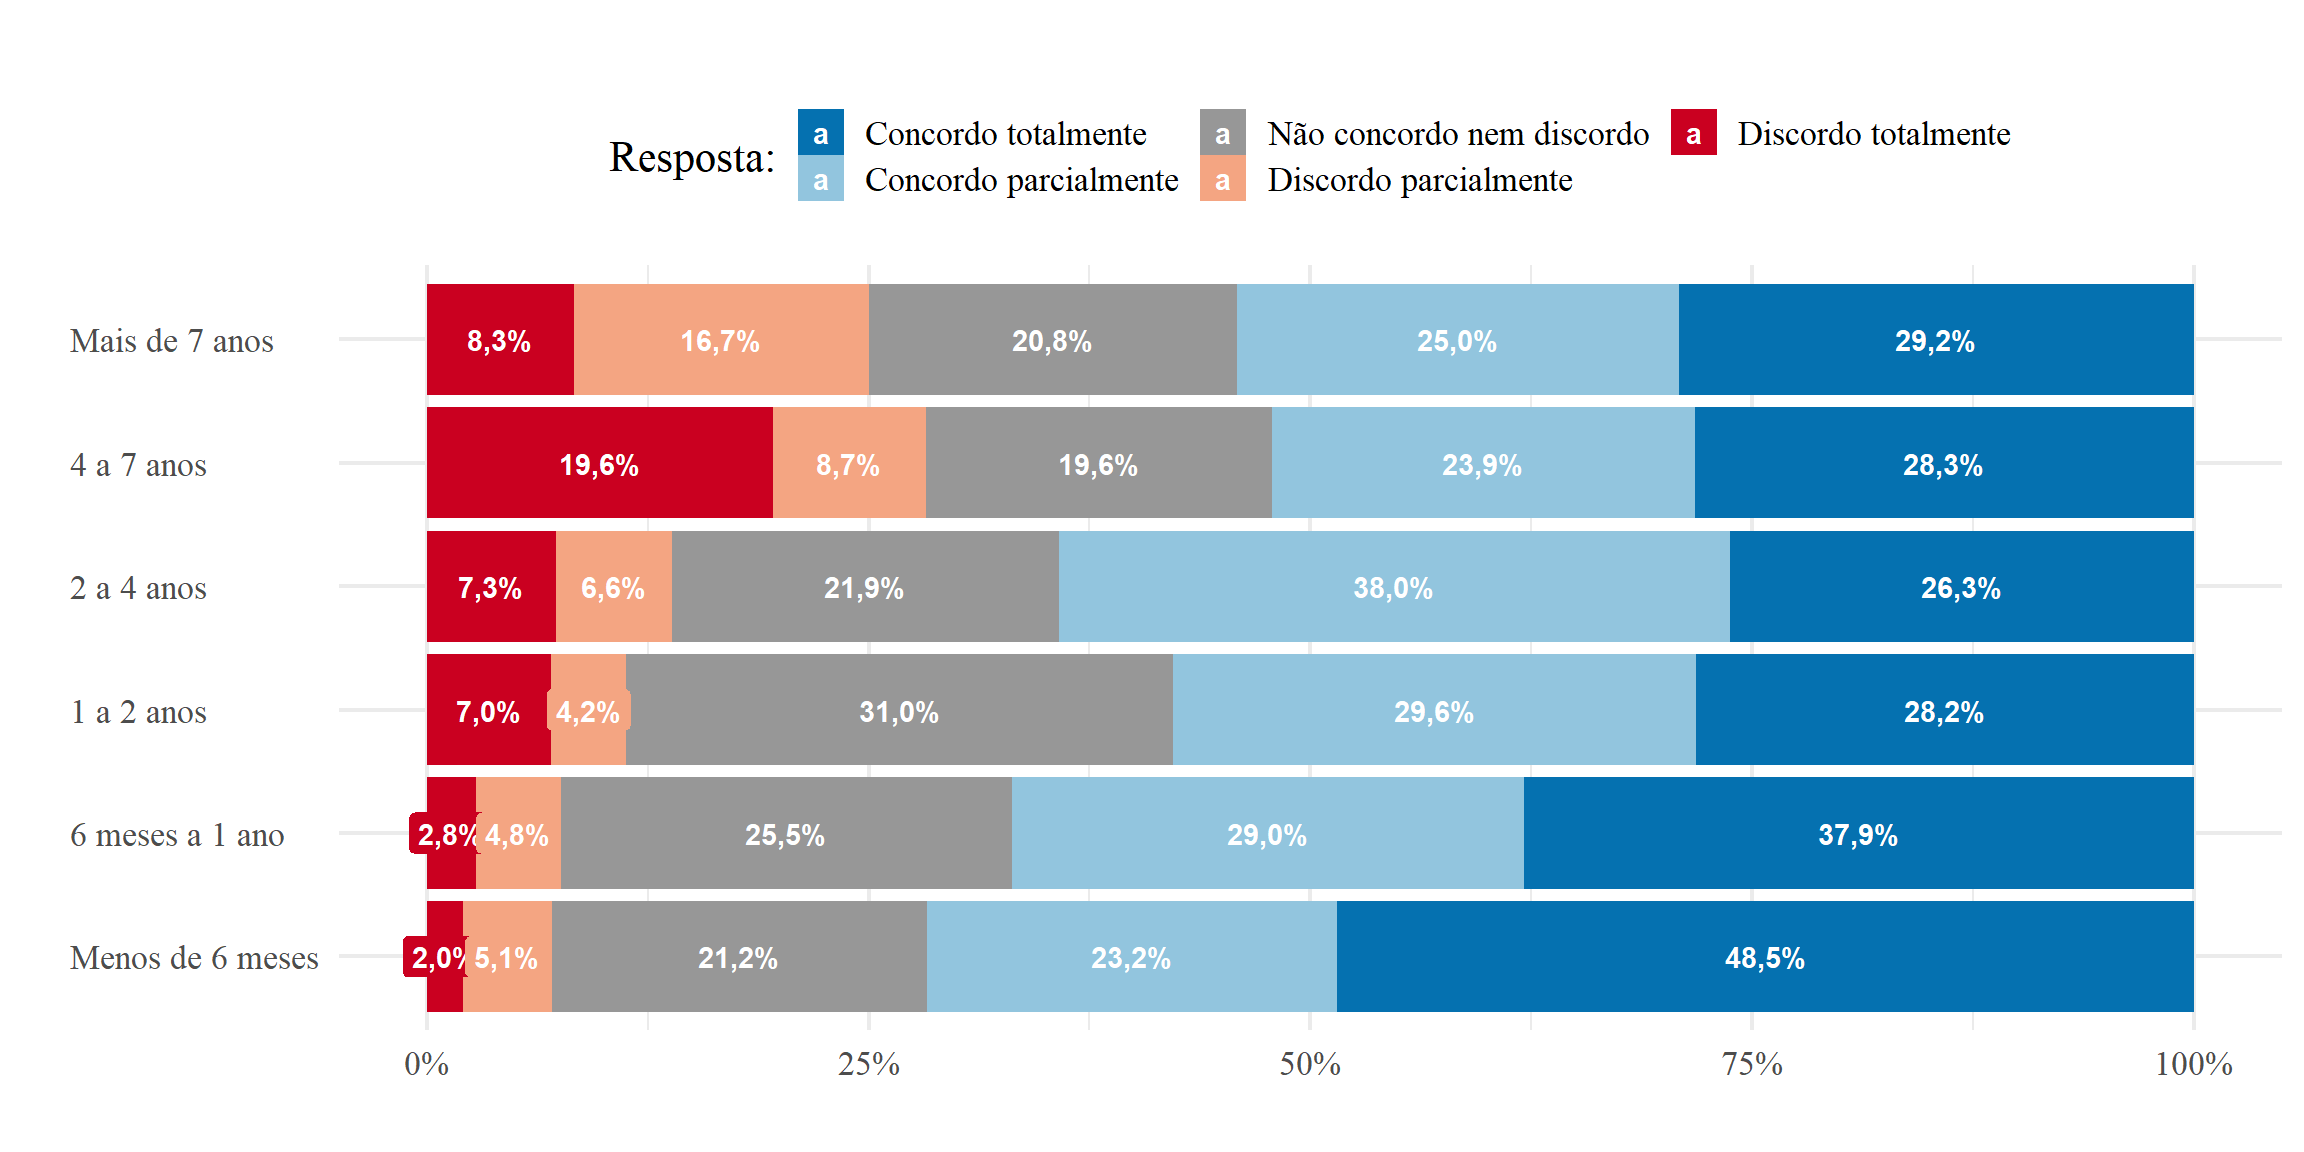 Resposta:
a Concordo totalmente
a Concordo parcialmente
a Não concordo nem discordo
a Discordo parcialmente
a Discordo totalmente
Mais de 7 anos 8,3% 16,7% 20,8% 25,0% 29,2%
4 a 7 anos 19,6% 8,7% 19,6% 23,9% 28,3%
2 a 4 anos 7,3% 6,6% 21,9% 38,0% 26,3%
1 a 2 anos 7,0% 4,2% 31,0% 29,6% 28,2%
6 meses a 1 ano 2,8% 4,8% 25,5% 29,0% 37,9%
Menos de 6 meses 2,0% 5,1% 21,2% 23,2% 48,5%
0% 25% 50% 75% 100%